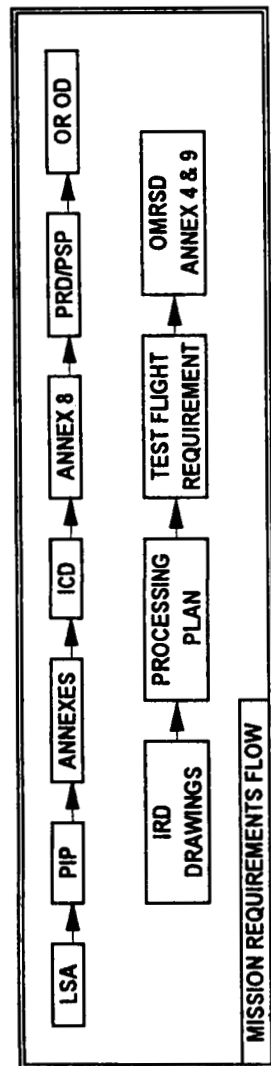 LSA
PIP
ANNEXES
ICD
ANNEX 8
PRD/PSP
OR OD
IRD
DRAWINGS
PROCESSING
PLAN
TEST FLIGHT
REQUIREMENT
OMRSD
ANNEX 4 & 9
MISSION REQUIREMENTS FLOW